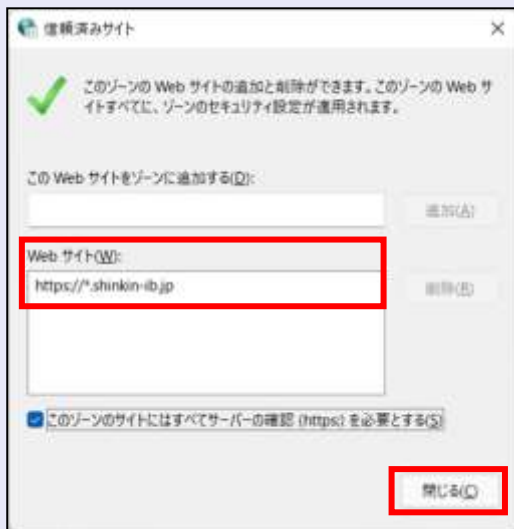 信頼済みサイト
このゾーンの Web サイトの追加と削除ができます。このゾーンの Web サ
イトすべてに、ゾーンのセキュリティ設定が適用されます。
この Web サイトをゾーンに追加する(D):
追加(A)
Web サイト(W):
https://*.shinkin-ib.jp
削除(R)
このゾーンのサイトにはすべてサーバーの確認 (https:) を必要とする(S)
閉じる(C)